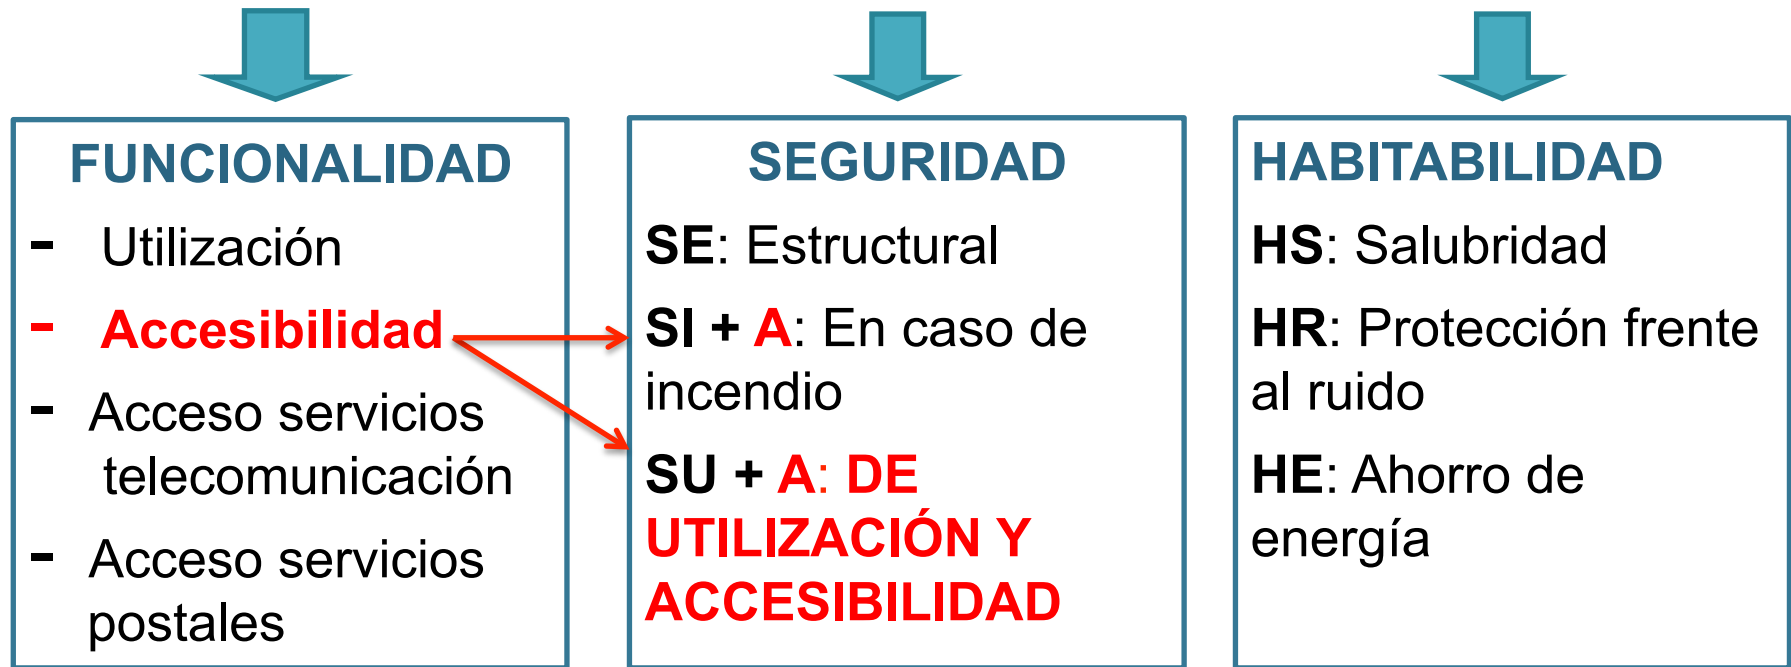 FUNCIONALIDAD
- Utilización
- Accesibilidad
- Acceso servicios
telecomunicación
- Acceso servicios
postales
SEGURIDAD
SE: Estructural
SI + A: En caso de
incendio
SU + A: DE
UTILIZACIÓN Y
ACCESIBILIDAD
HABITABILIDAD
HS: Salubridad
HR: Protección frente
al ruido
HE: Ahorro de
energía